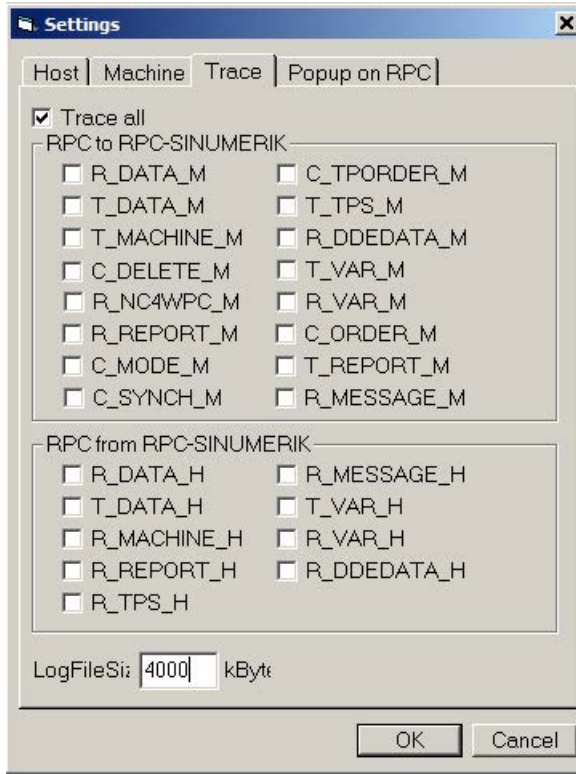 Settings
Host Machine Trace Popup on RPC
Trace all
RPC to RPC-SINUMERIK
R_DATA_M C_TPORDER_M
T_DATA_M T_TPS_M
T_MACHINE_M R_DDEDATA_M
C_DELETE_M T_VAR_M
R_NC4WPC_M R_VAR_M
R_REPORT_M C_ORDER_M
C_MODE_M T_REPORT_M
C_SYNCH_M R_MESSAGE_M
RPC from RPC-SINUMERIK
R_DATA_H R_MESSAGE_H
T_DATA_H T_VAR_H
R_MACHINE_H R_VAR_H
R_REPORT_H R_DDEDATA_H
R_TPS_H
LogFileSiz 4000 kByte
OK Cancel